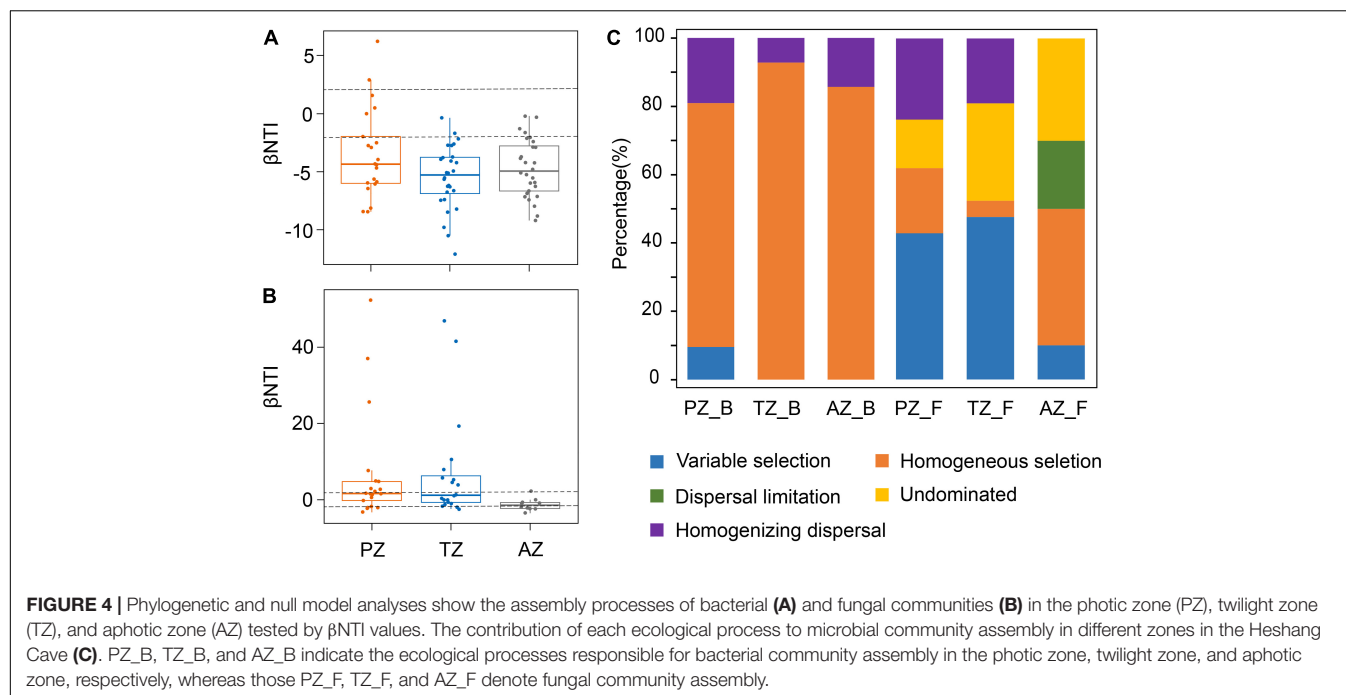 A
5
0
-5
-10
βNTI
B
40
20
0
βNTI
PZ TZ AZ
C
100
80
60
40
20
0
Percentage(%)
PZ_B TZ_B AZ_B PZ_F TZ_F AZ_F
Variable selection Homogeneous seletion
Dispersal limitation Undominated
Homogenizing dispersal
FIGURE 4 | Phylogenetic and null model analyses show the assembly processes of bacterial (A) and fungal communities (B) in the photic zone (PZ), twilight zone
(TZ), and aphotic zone (AZ) tested by βNTI values. The contribution of each ecological process to microbial community assembly in different zones in the Heshang
Cave (C). PZ_B, TZ_B, and AZ_B indicate the ecological processes responsible for bacterial community assembly in the photic zone, twilight zone, and aphotic
zone, respectively, whereas those PZ_F, TZ_F, and AZ_F denote fungal community assembly.